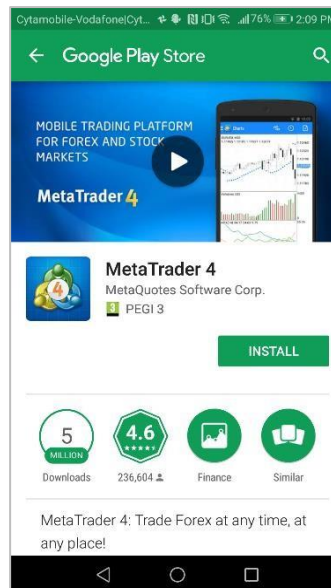 Cytamobile-Vodafone|Cyt... 76% 2:09 PM
Google Play Store
MOBILE TRADING PLATFORM
FOR FOREX AND STOCK
MARKETS
MetaTrader 4
MetaTrader 4
4
MetaQuotes Software Corp.
3 PEGI 3
INSTALL
5
MILLION
4.6
Downloads
236,604
Finance
Similar
MetaTrader 4: Trade Forex at any time, at
any place!